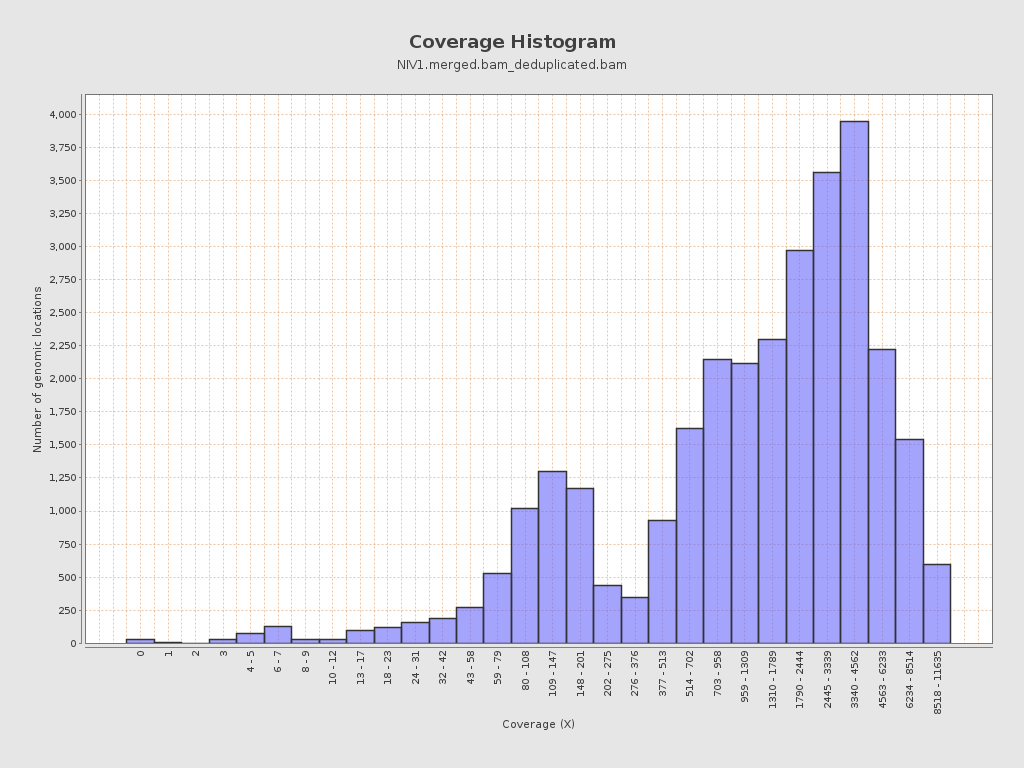 Coverage Histogram
NIV1.merged.bam_deduplicated.bam
Number of genomic locations
4,000
3,750
3,500
3,250
3,000
2,750
2,500
2,250
2,000
1,750
1,500
1,250
1,000
750
500
250
0
0
1
2
3
4 - 5
6 - 7
8 - 9
10 - 12
13 - 17
18 - 23
24 - 31
32 - 42
43 - 58
59 - 79
80 - 108
109 - 147
148 - 201
202 - 275
276 - 376
377 - 513
514 - 702
703 - 958
959 - 1309
1310 - 1789
1790 - 2444
2445 - 3339
3340 - 4562
4563 - 6233
6234 - 8514
8518 - 11635
Coverage (X)